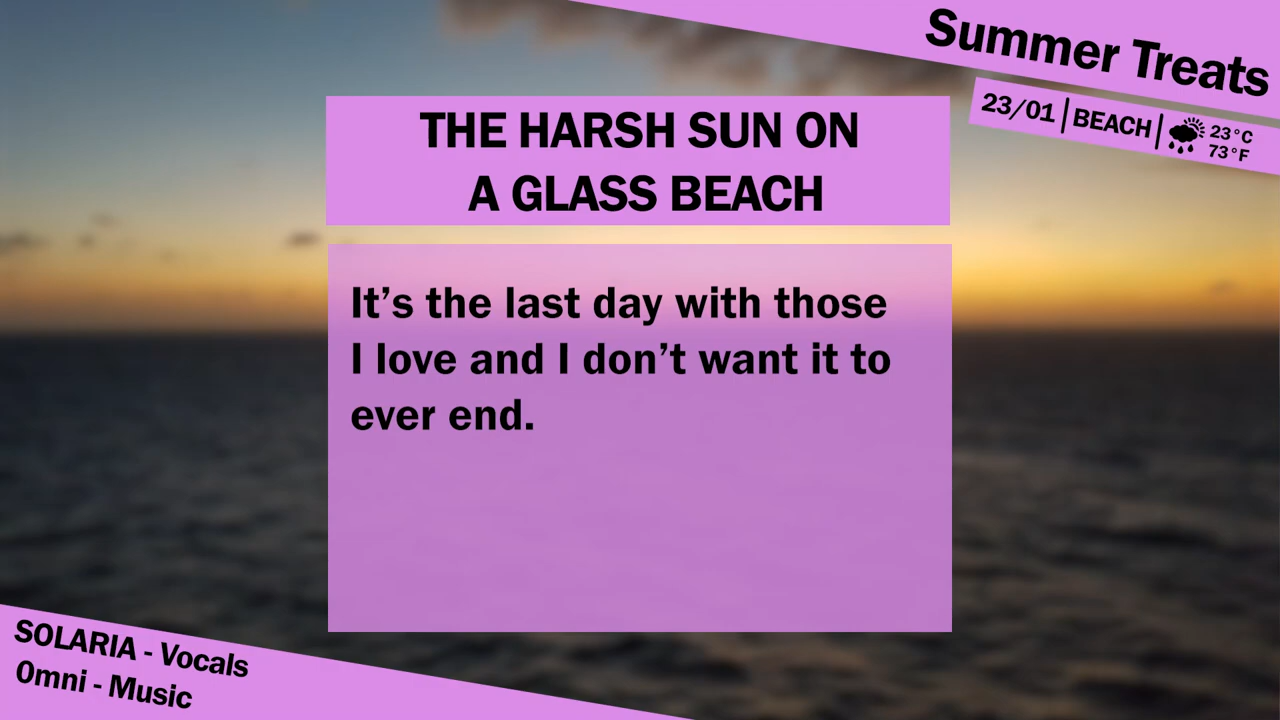 Summer Treats
23/01 | BEACH | 23°C
73°F
THE HARSH SUN ON
A GLASS BEACH
It’s the last day with those
I love and I don’t want it to
ever end.
SOLARIA - Vocals
0mni - Music